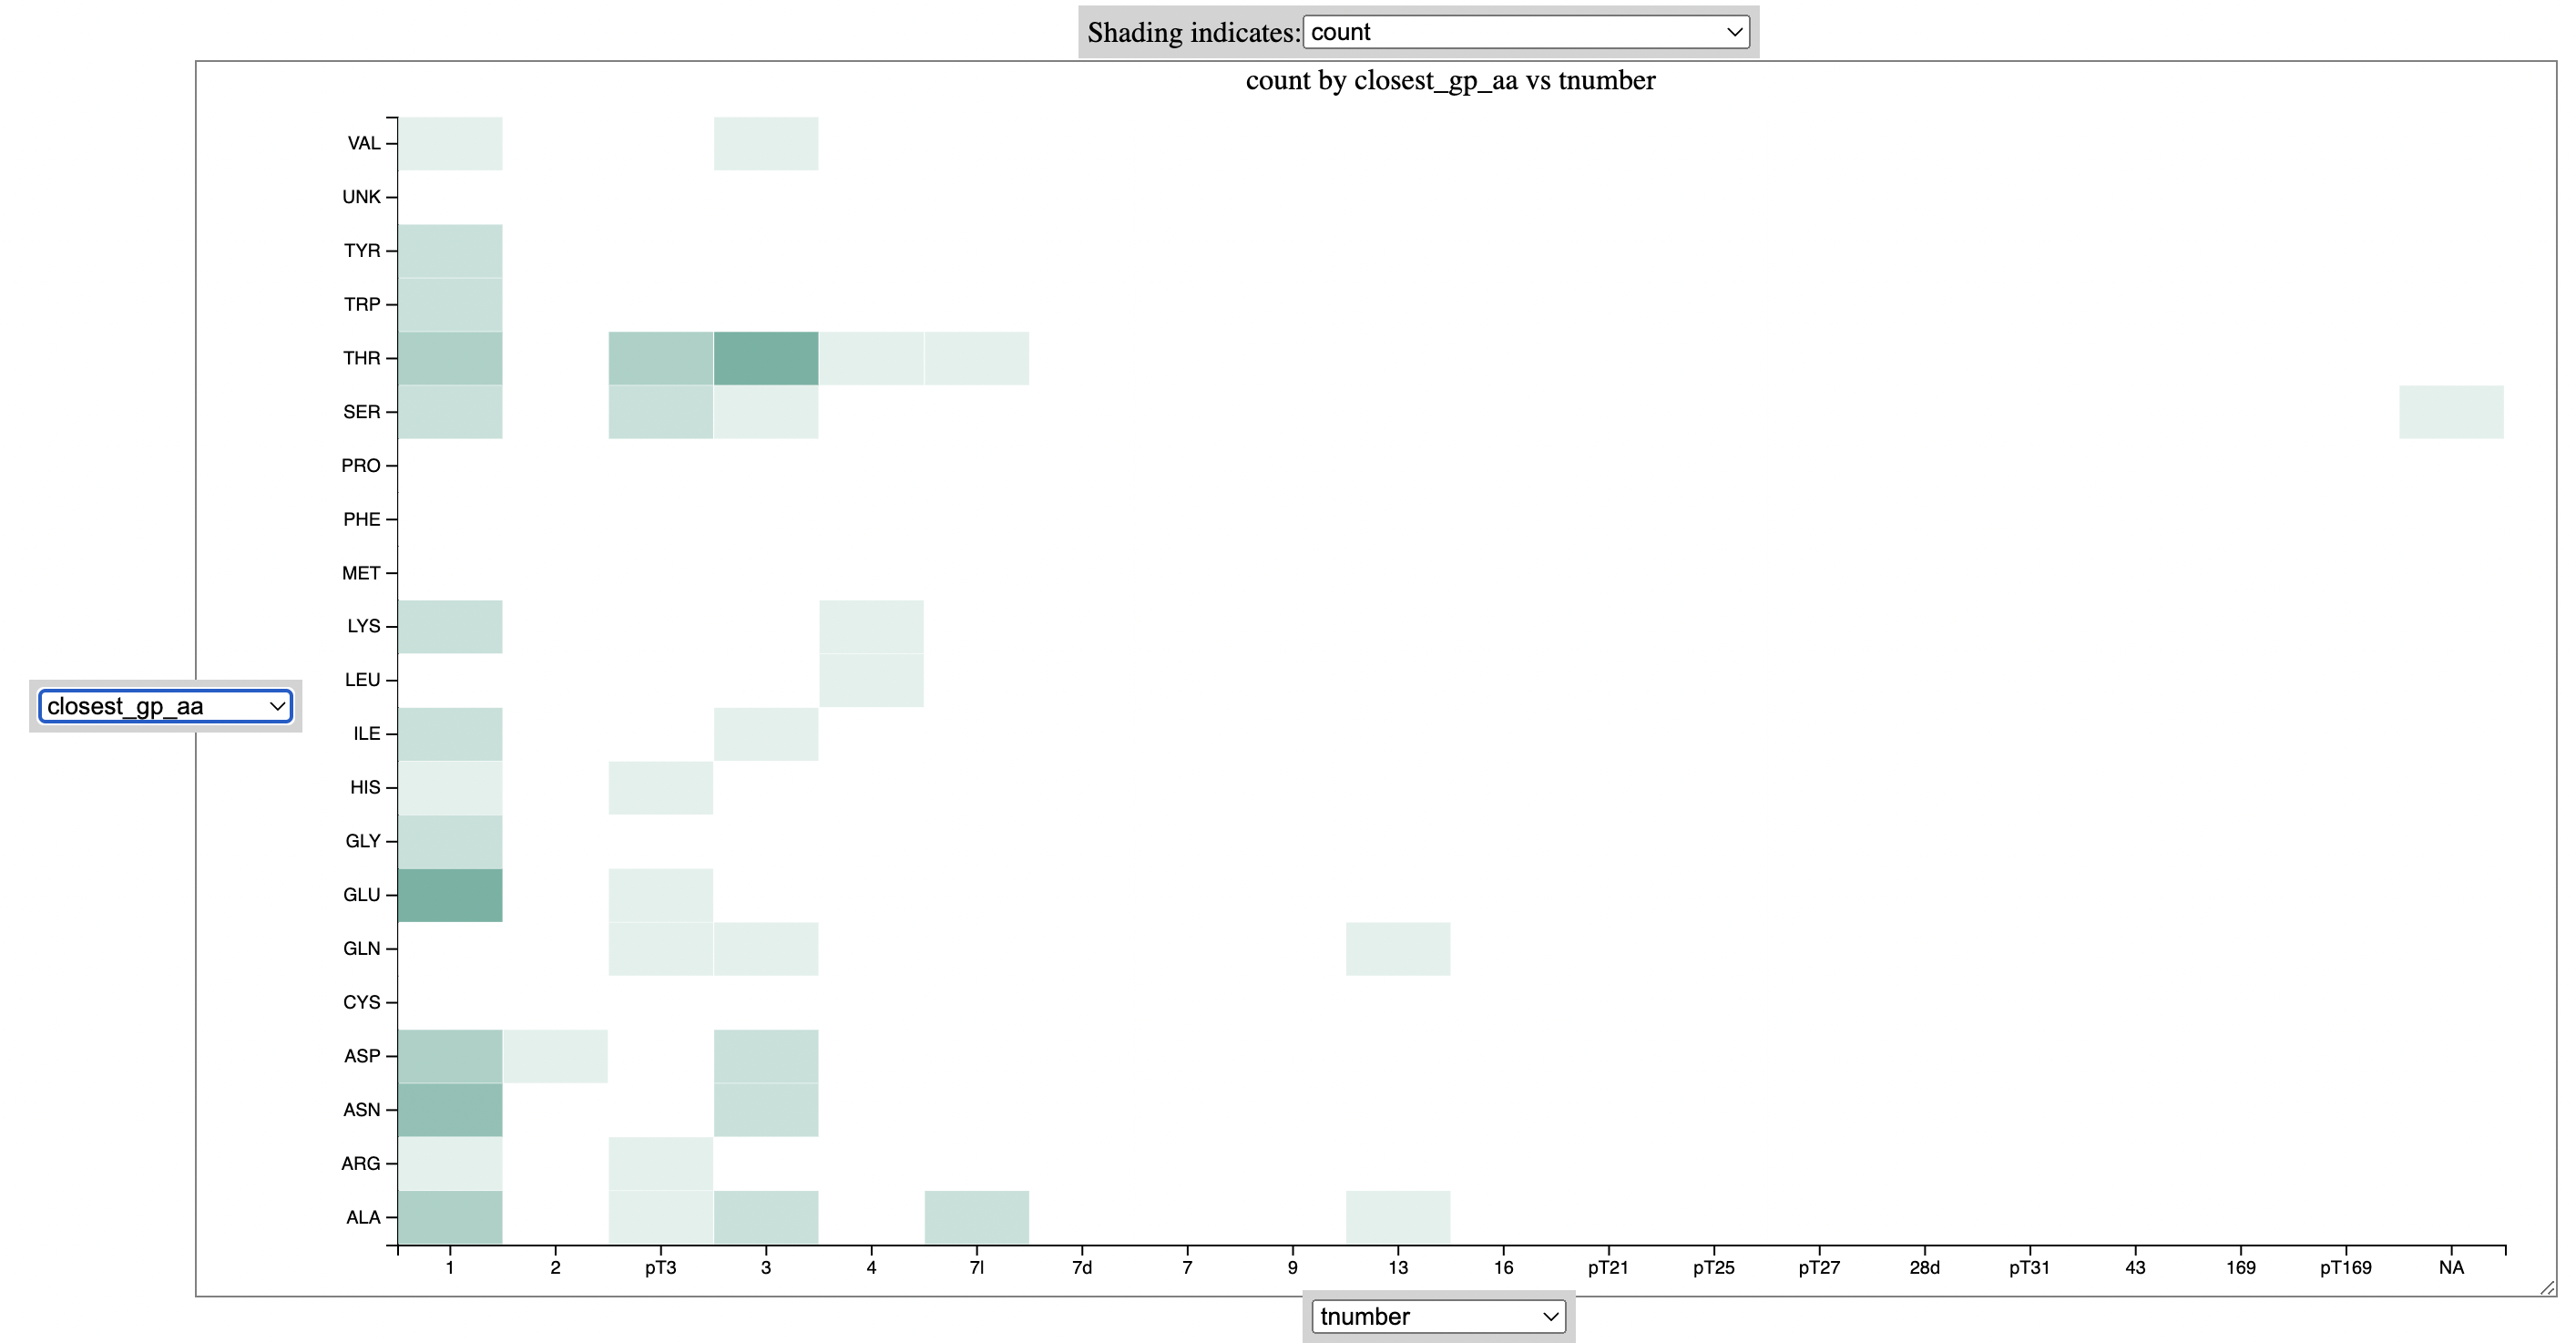 Shading indicates: count
count by closest_gp_aa vs tnumber
VAL
UNK
TYR
TRP
THR
SER
PRO
PHE
MET
LYS
LEU
closest_gp_aa
ILE
HIS
GLY
GLU
GLN
CYS
ASP
ASN
ARG
ALA
1 2 pT3 3 4 7l 7d 7 9 13 16 pT21 pT25 pT27 28d pT31 43 169 pT169 NA
tnumber